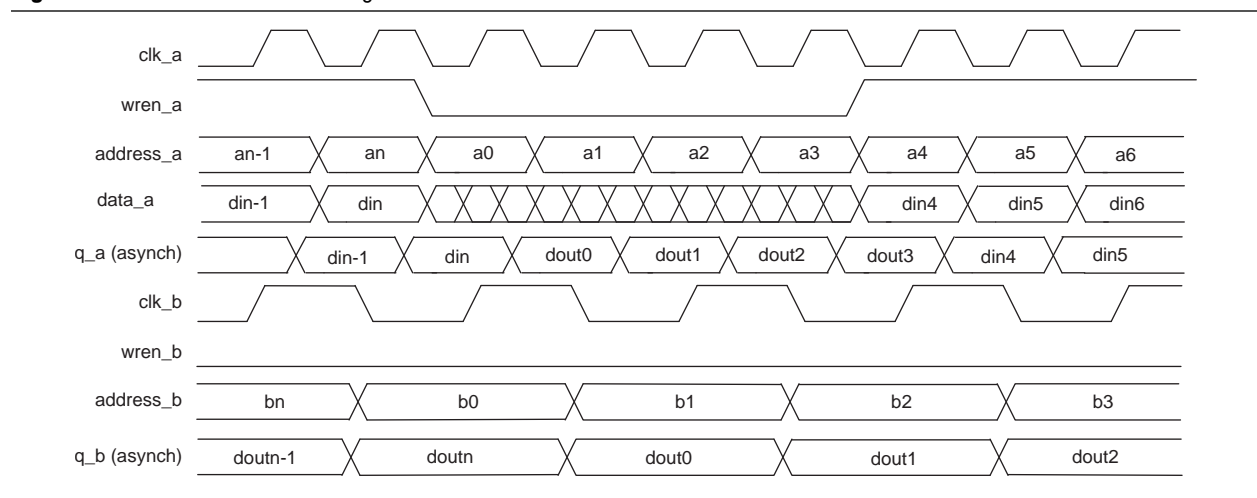 clk_a
wren_a
address_a an-1 an a0 a1 a2 a3 a4 a5 a6
data_a din-1 din din4 din5 din6
q_a (asynch) din-1 din dout0 dout1 dout2 dout3 din4 din5
clk_b
wren_b
address_b bn b0 b1 b2 b3
q_b (asynch) doutn-1 doutn dout0 dout1 dout2